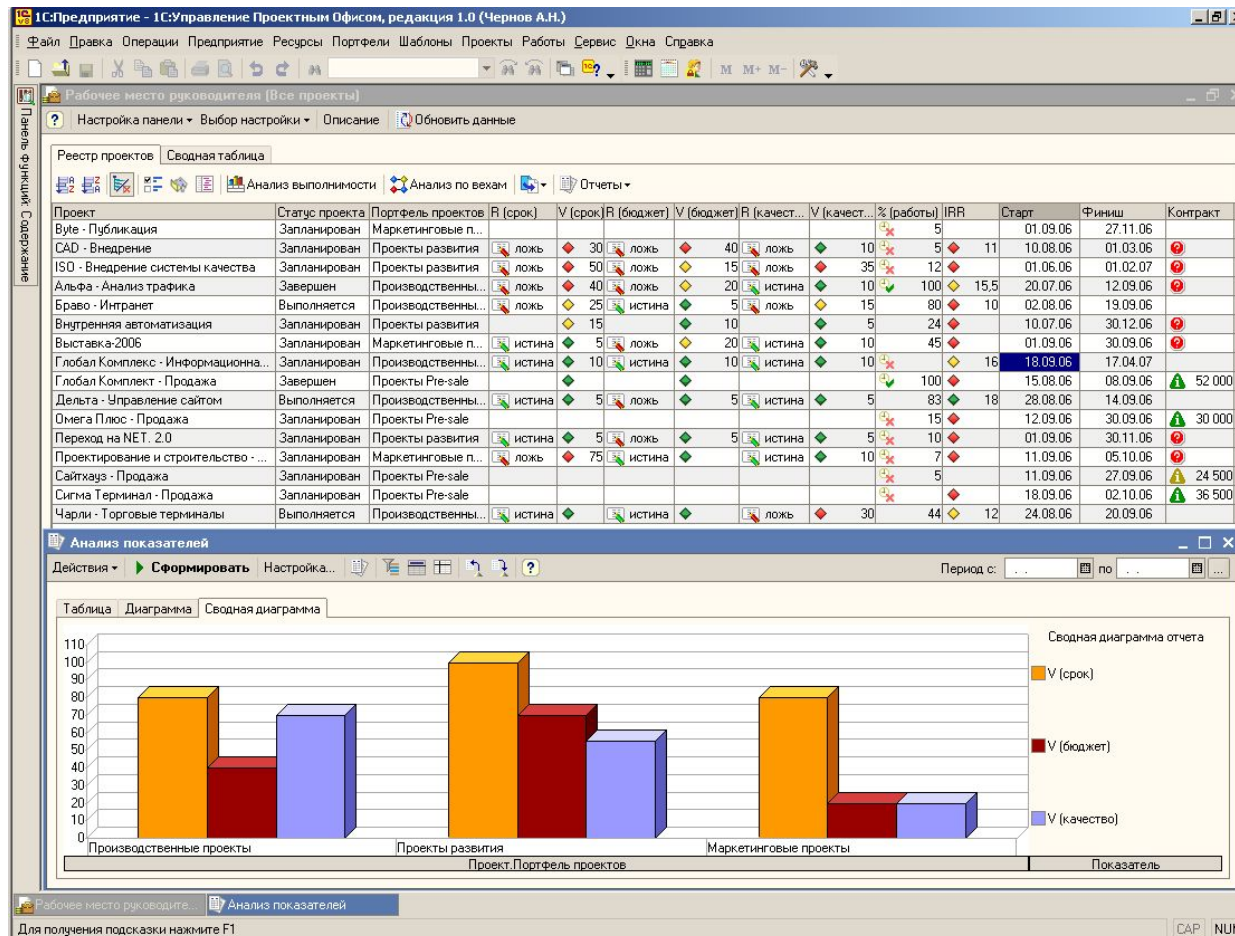 1С:Предприятие - 1С:Управление Проектным Офисом, редакция 1.0 (Чернов А.Н.)
Файл Правка Операции Предприятие Ресурсы Портфели Шаблоны Проекты Работы Сервис Окна Справка
M M+ M-
Панель функций: Содержание
Рабочее место руководителя (Все проекты)
Настройка панели Выбор настройки Описание Обновить данные
Реестр проектов Сводная таблица
Анализ выполнимости Анализ по вехам Отчеты
Проект Статус проекта Портфель проектов R (срок) V (срок) R (бюджет) V (бюджет) R (качест... V (качест... % (работы) IRR Старт Финиш Контракт
Byte - Публикация Запланирован Маркетинговые п... 5 01.09.06 27.11.06
CAD - Внедрение Запланирован Проекты развития ложь 30 ложь 40 ложь 10 5 11 10.08.06 01.03.06
ISO - Внедрение системы качества Запланирован Проекты развития ложь 50 ложь 15 ложь 35 12 01.06.06 01.02.07
Альфа - Анализ трафика Завершен Производственны... ложь 40 ложь 20 истина 10 100 15,5 20.07.06 12.09.06
Браво - Интранет Выполняется Производственны... ложь 25 истина 5 ложь 15 80 10 02.08.06 19.09.06
Внутренняя автоматизация Запланирован Проекты развития 15 10 5 24 10.07.06 30.12.06
Выставка-2006 Запланирован Маркетинговые п... истина 5 ложь 20 истина 10 45 01.09.06 30.09.06
Глобал Комплекс - Информационна... Запланирован Производственны... истина 10 истина 10 истина 10 16 18.09.06 17.04.07
Глобал Комплект - Продажа Завершен Проекты Pre-sale 100 15.08.06 08.09.06 52 000
Дельта - Управление сайтом Выполняется Производственны... истина 5 ложь 5 истина 5 83 18 28.08.06 14.09.06
Омега Плюс - Продажа Запланирован Проекты Pre-sale 15 12.09.06 30.09.06 30 000
Переход на NET. 2.0 Запланирован Проекты развития истина 5 ложь 5 истина 5 10 01.09.06 30.11.06
Проектирование и строительство - ... Запланирован Маркетинговые п... ложь 75 истина истина 10 7 11.09.06 05.10.06
Сайтхауз - Продажа Запланирован Проекты Pre-sale 5 11.09.06 27.09.06 24 500
Сигма Терминал - Продажа Запланирован Проекты Pre-sale 18.09.06 02.10.06 36 500
Чарли - Торговые терминалы Выполняется Производственны... истина истина ложь 30 44 12 24.08.06 20.09.06
Анализ показателей
Действия Сформировать Настройка... Период с: . . по . . ...
Таблица Диаграмма Сводная диаграмма
Сводная диаграмма отчета
110
100
90
80
70
60
50
40
30
20
10
0
V (срок)
V (бюджет)
V (качество)
Производственные проекты Проекты развития Маркетинговые проекты
Проект.Портфель проектов Показатель
Рабочее место руководите... Анализ показателей
Для получения подсказки нажмите F1 CAP